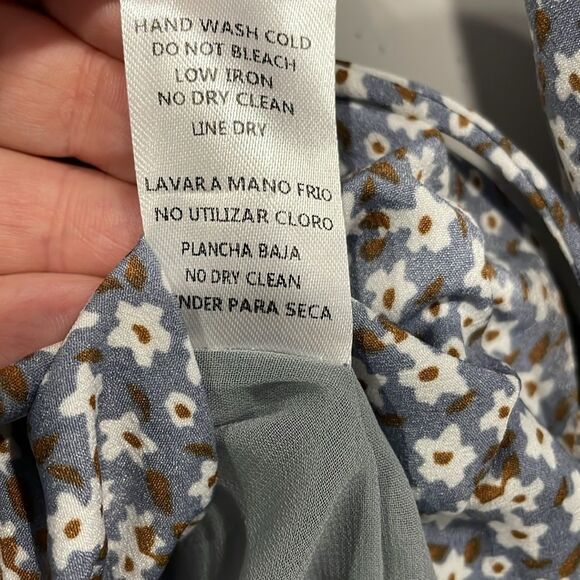 HAND WASH COLD
DO NOT BLEACH
LOW IRON
NO DRY CLEAN
LINE DRY
LAVAR A MANO FRIO
NO UTILIZAR CLORO
PLANCHA BAJA
NO DRY CLEAN
ENDER PARA SECA